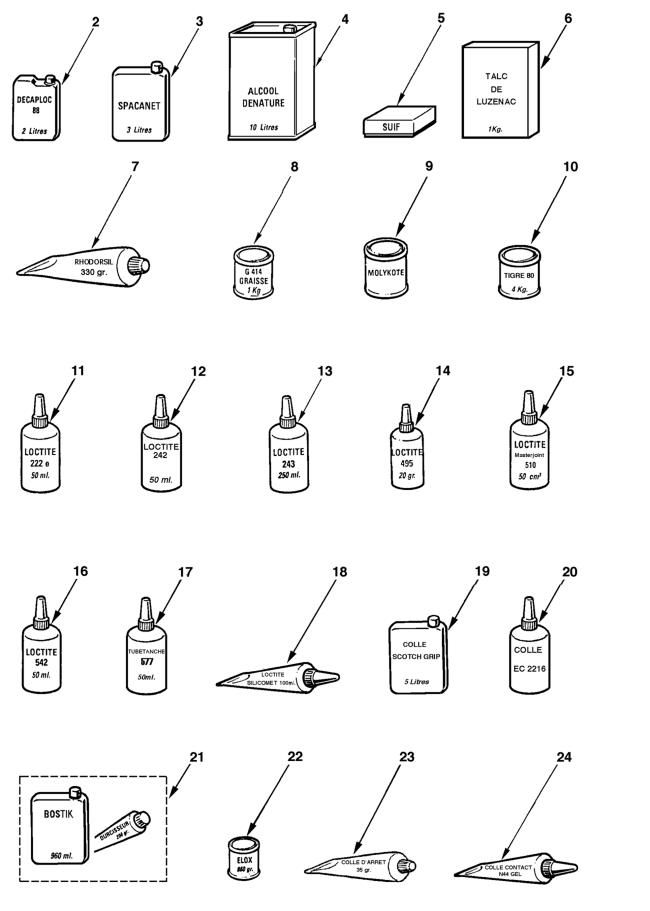 2
3
4
5
6
DECAPLOC
88
2 Litres
SPACANET
3 Litres
ALCOOL
DENATURE
10 Litres
SUIF
TALC
DE
LUZENAC
1Kg.
7
8
9
10
RHODORSIL
330 gr.
G 414
GRAISSE
1 Kg
MOLYKOTE
TIGRE 80
4 Kg.
11
12
13
14
15
LOCTITE
222 e
50 ml.
LOCTITE
242
50 ml.
LOCTITE
243
250 ml.
LOCTITE
495
20 gr.
LOCTITE
Masterjoint
510
50 cm³
16
17
18
19
20
LOCTITE
542
50 ml.
TUBETANCHE
577
50ml.
LOCTITE
SILICOMET 100ml.
COLLE
SCOTCH GRIP
5 Litres
COLLE
EC 2216
21
22
23
24
BOSTIK
960 ml.
DURCISSEUR
gr.
ELOX
gr.
COLLE D'ARRET
35 gr.
COLLE CONTACT
N44 GEL